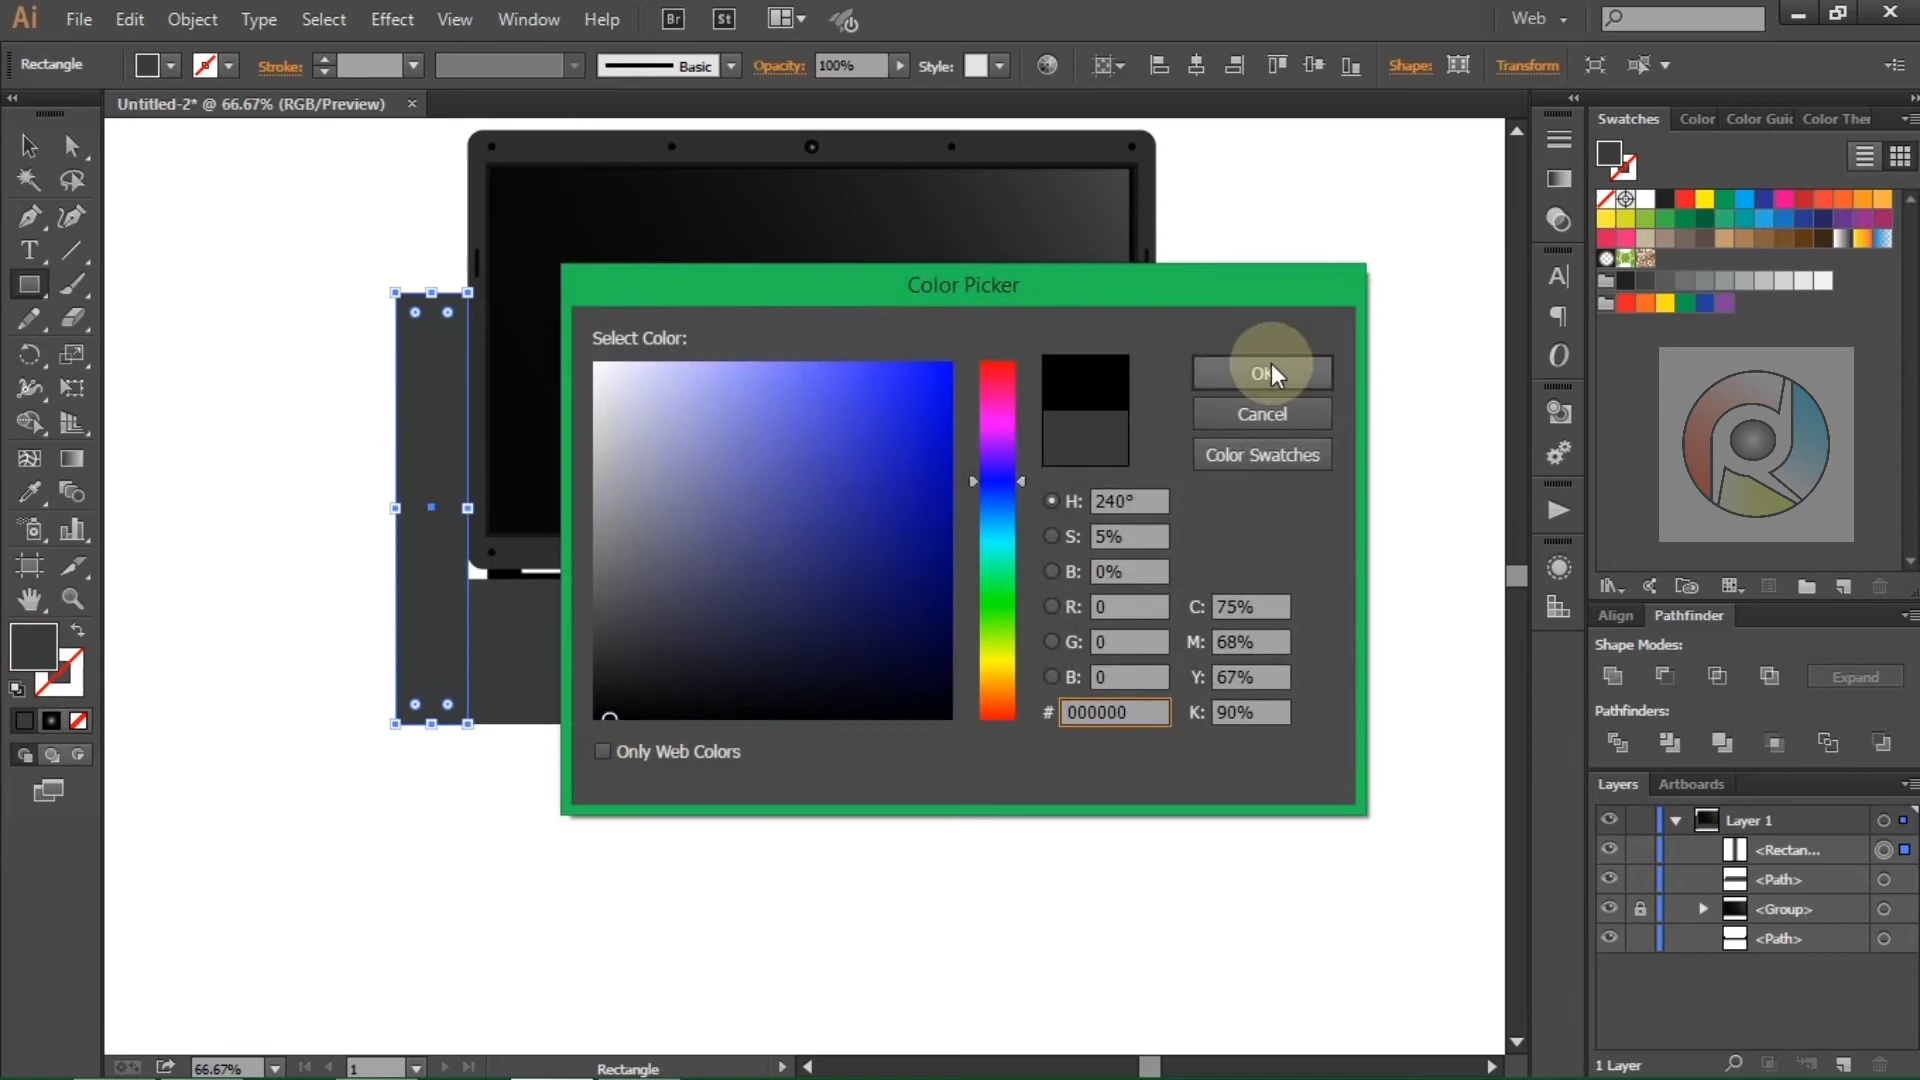 Ai File Edit Object Type Select Effect View Window Help Br St Web
Rectangle Stroke: Basic Opacity: 100% Style: Shape: Transform
Untitled-2* @ 66.67% (RGB/Preview) ×
Swatches Color Color Guic Color Ther
Color Picker
Select Color:
OK
Cancel
Color Swatches
H: 240°
S: 5%
B: 0%
R: 0 C: 75%
G: 0 M: 68%
B: 0 Y: 67%
# 000000 K: 90%
Only Web Colors
Align Pathfinder
Shape Modes:
Expand
Pathfinders:
Layers Artboards
Layer 1
<Rectan...
<Path>
<Group>
<Path>
1 Layer
66.67% 1 Rectangle